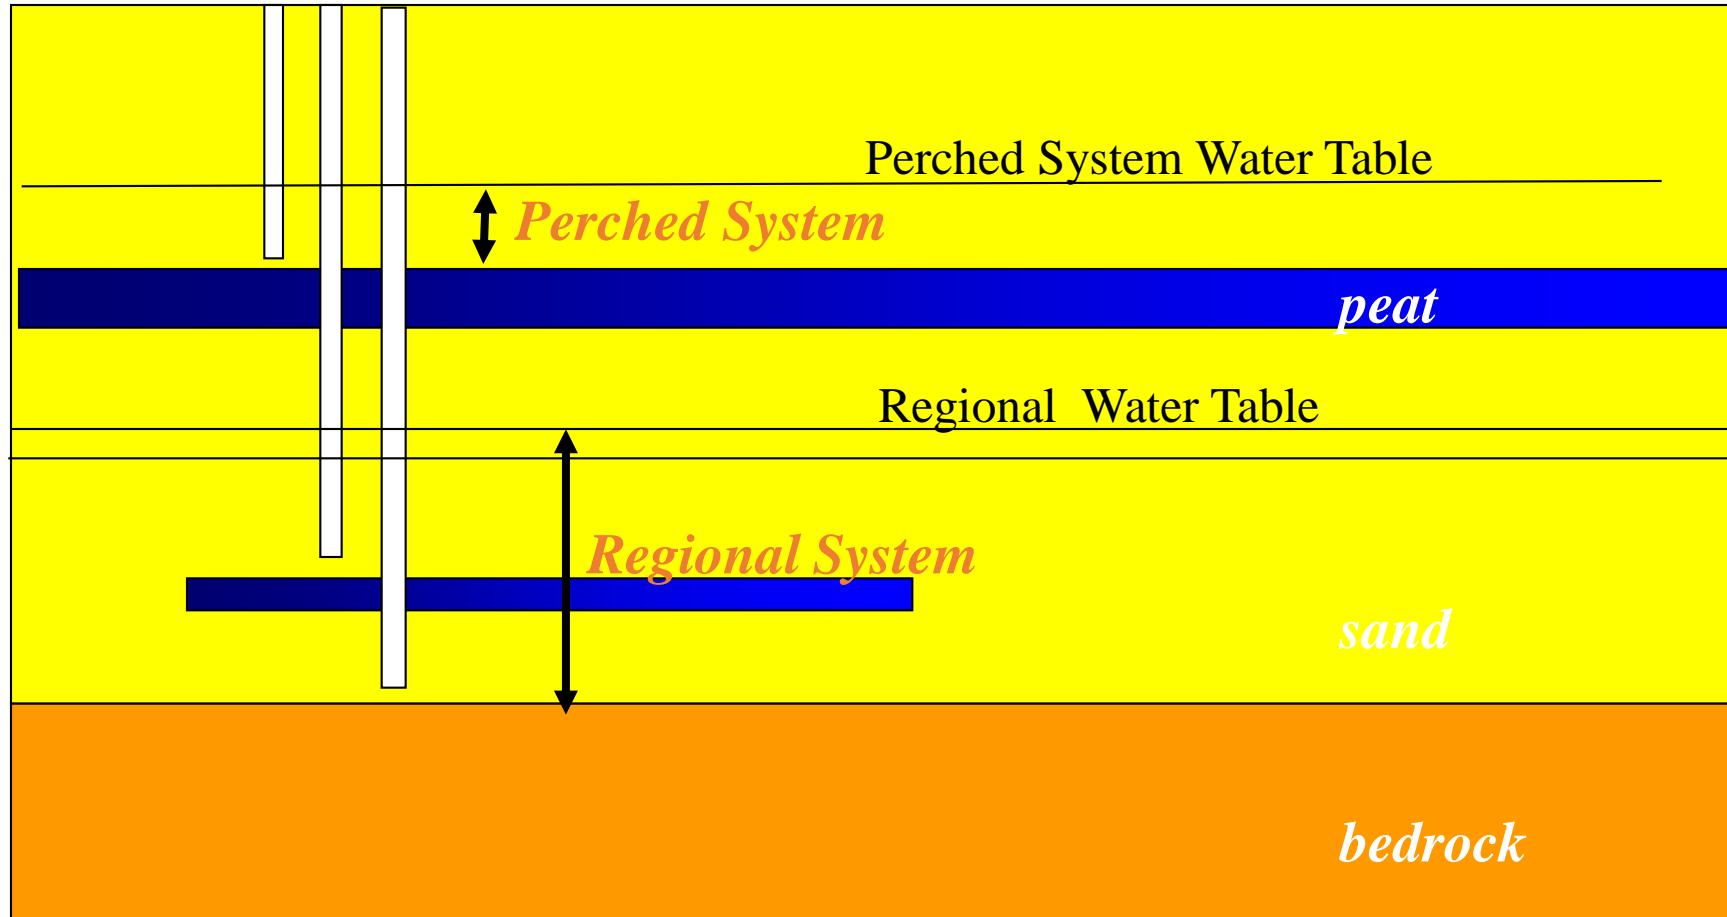 Perched System Water Table
Perched System
peat
Regional  Water Table
Regional System
sand
bedrock